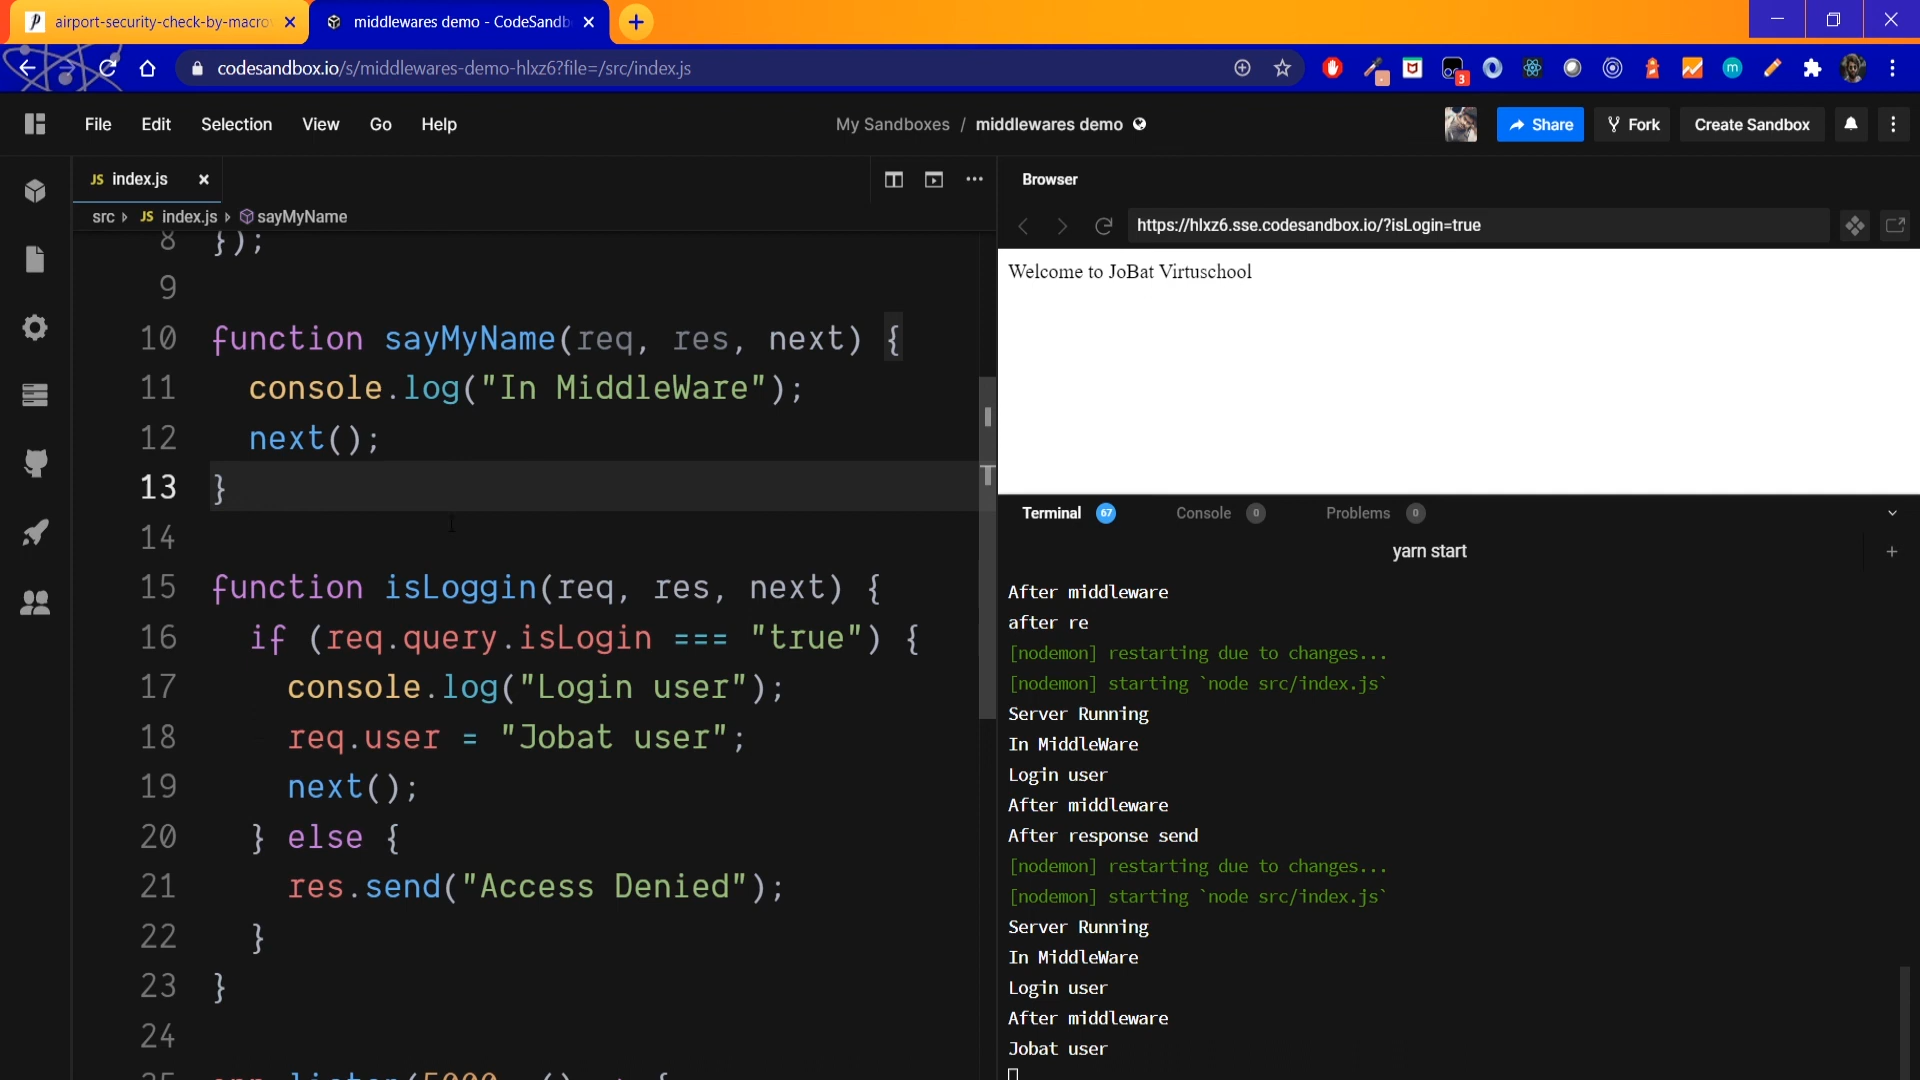 airport-security-check-by-macro
middlewares demo - CodeSandb
codesandbox.io/s/middlewares-demo-hlxz6?file=/src/index.js
3
m
File Edit Selection View Go Help
My Sandboxes / middlewares demo
Share
Fork
Create Sandbox
JS index.js
src JS index.js sayMyName
8 });
9
10 function sayMyName(req, res, next) {
11 console.log("In MiddleWare");
12 next();
13 }
14
15 function isLoggin(req, res, next) {
16 if (req.query.isLogin === "true") {
17 console.log("Login user");
18 req.user = "Jobat user";
19 next();
20 } else {
21 res.send("Access Denied");
22 }
23 }
24
Browser
https://hlxz6.sse.codesandbox.io/?isLogin=true
Welcome to JoBat Virtuschool
Terminal 67 Console 0 Problems 0
yarn start
After middleware
after re
[nodemon] restarting due to changes...
[nodemon] starting `node src/index.js`
Server Running
In MiddleWare
Login user
After middleware
After response send
[nodemon] restarting due to changes...
[nodemon] starting `node src/index.js`
Server Running
In MiddleWare
Login user
After middleware
Jobat user